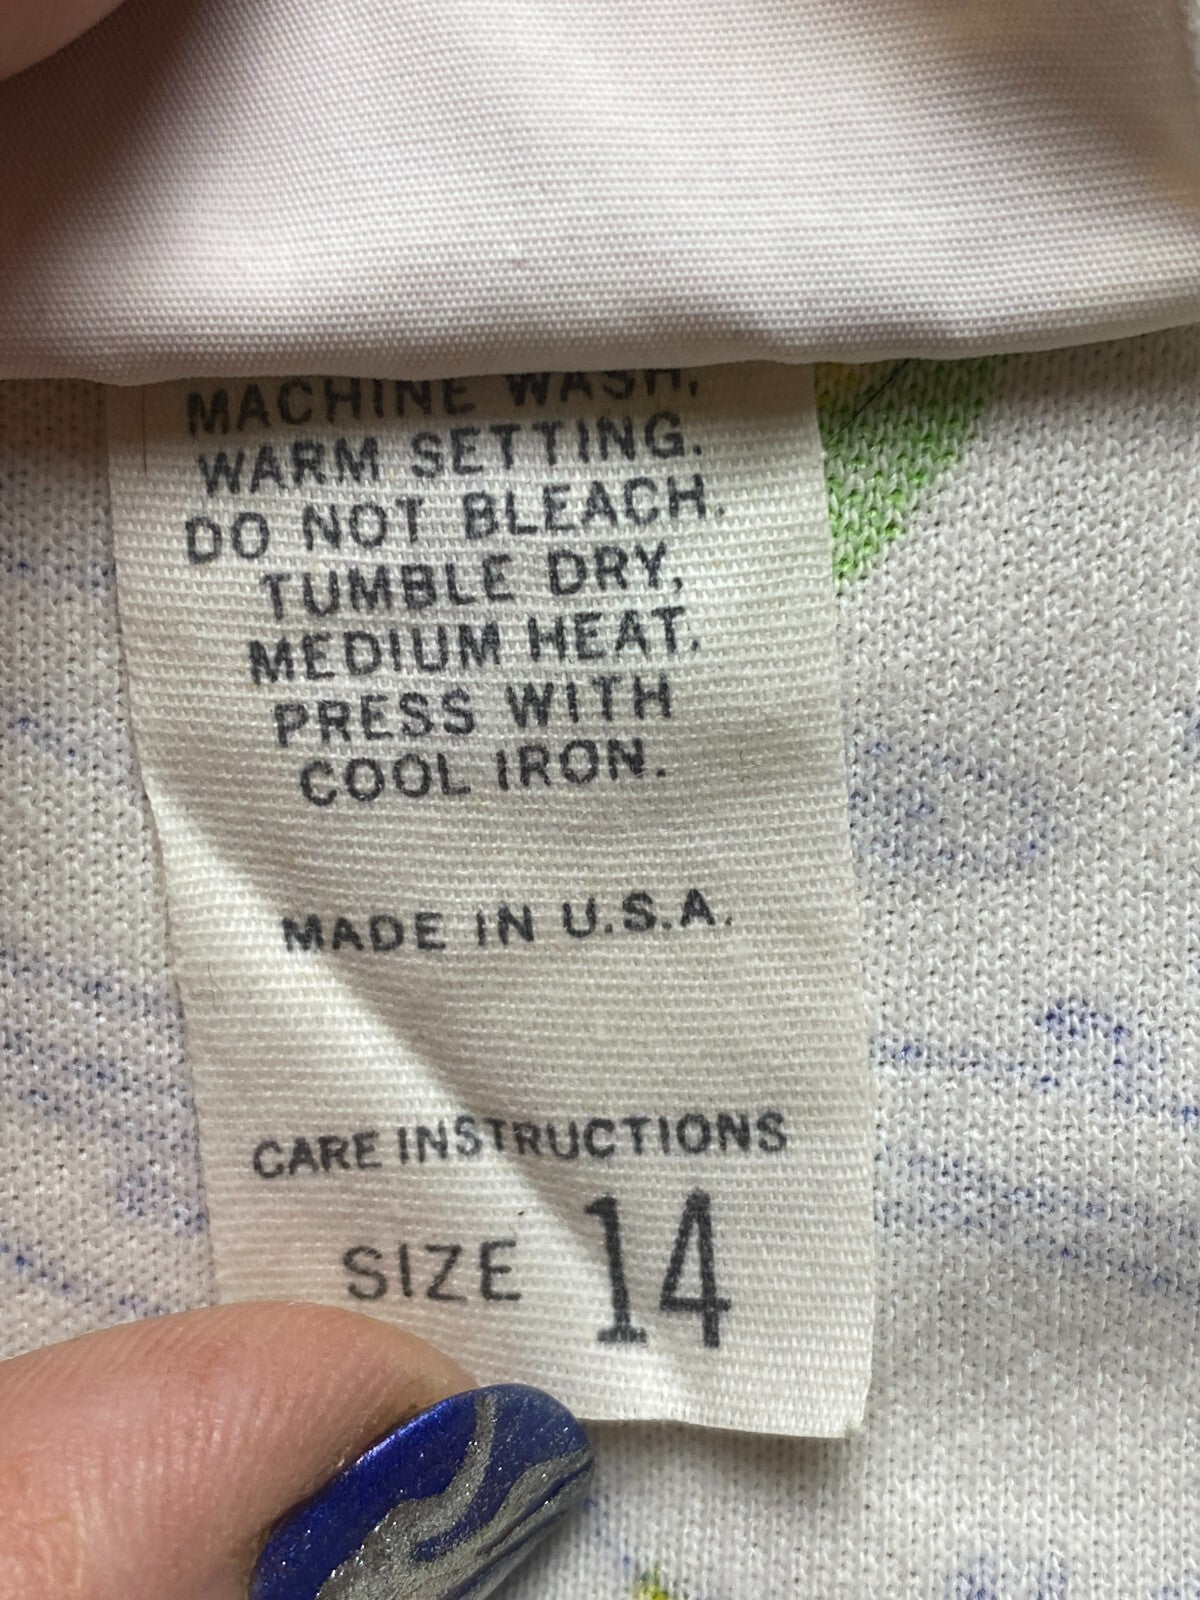 MACHINE WASH,
WARM SETTING.
DO NOT BLEACH.
TUMBLE DRY,
MEDIUM HEAT.
PRESS WITH
COOL IRON.
MADE IN U.S.A.
CARE INSTRUCTIONS
SIZE 14